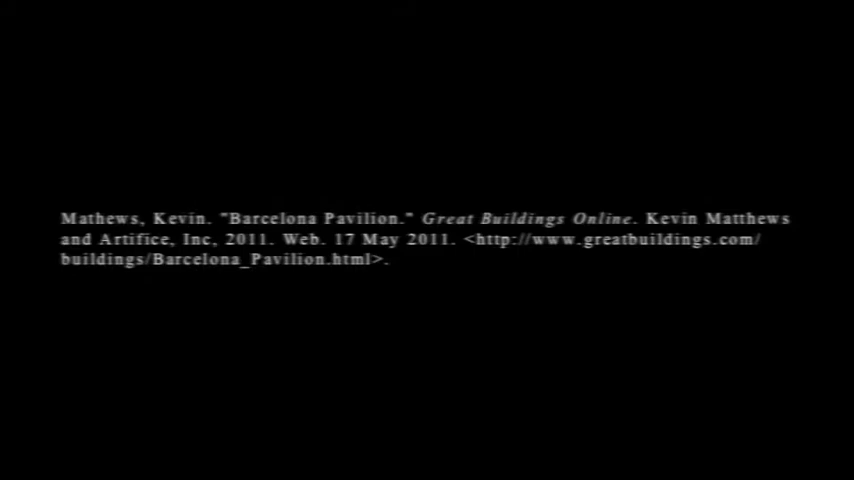 Mathews, Kevin. "Barcelona Pavilion." Great Buildings Online. Kevin Matthews
and Artifice, Inc, 2011. Web. 17 May 2011. <http://www.greatbuildings.com/
buildings/Barcelona_Pavilion.html>.